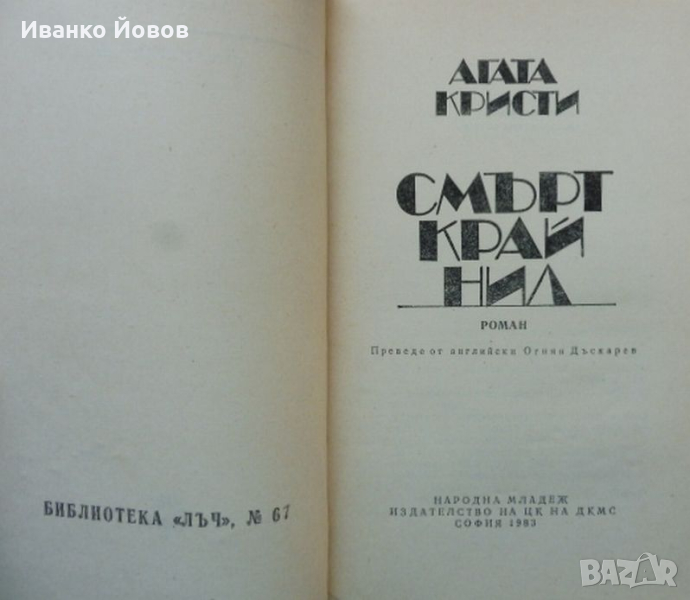 Иванко Йовов
БИБЛИОТЕКА «ЛЪЧ», № 67
АГАТА
КРИСТИ
СМЪРТ
КРАЙ
НИЛ
РОМАН
Преведе от английски Огнян Дъскарев
НАРОДНА МЛАДЕЖ
ИЗДАТЕЛСТВО НА ЦК НА ДКМС
СОФИЯ 1983
BAZAR